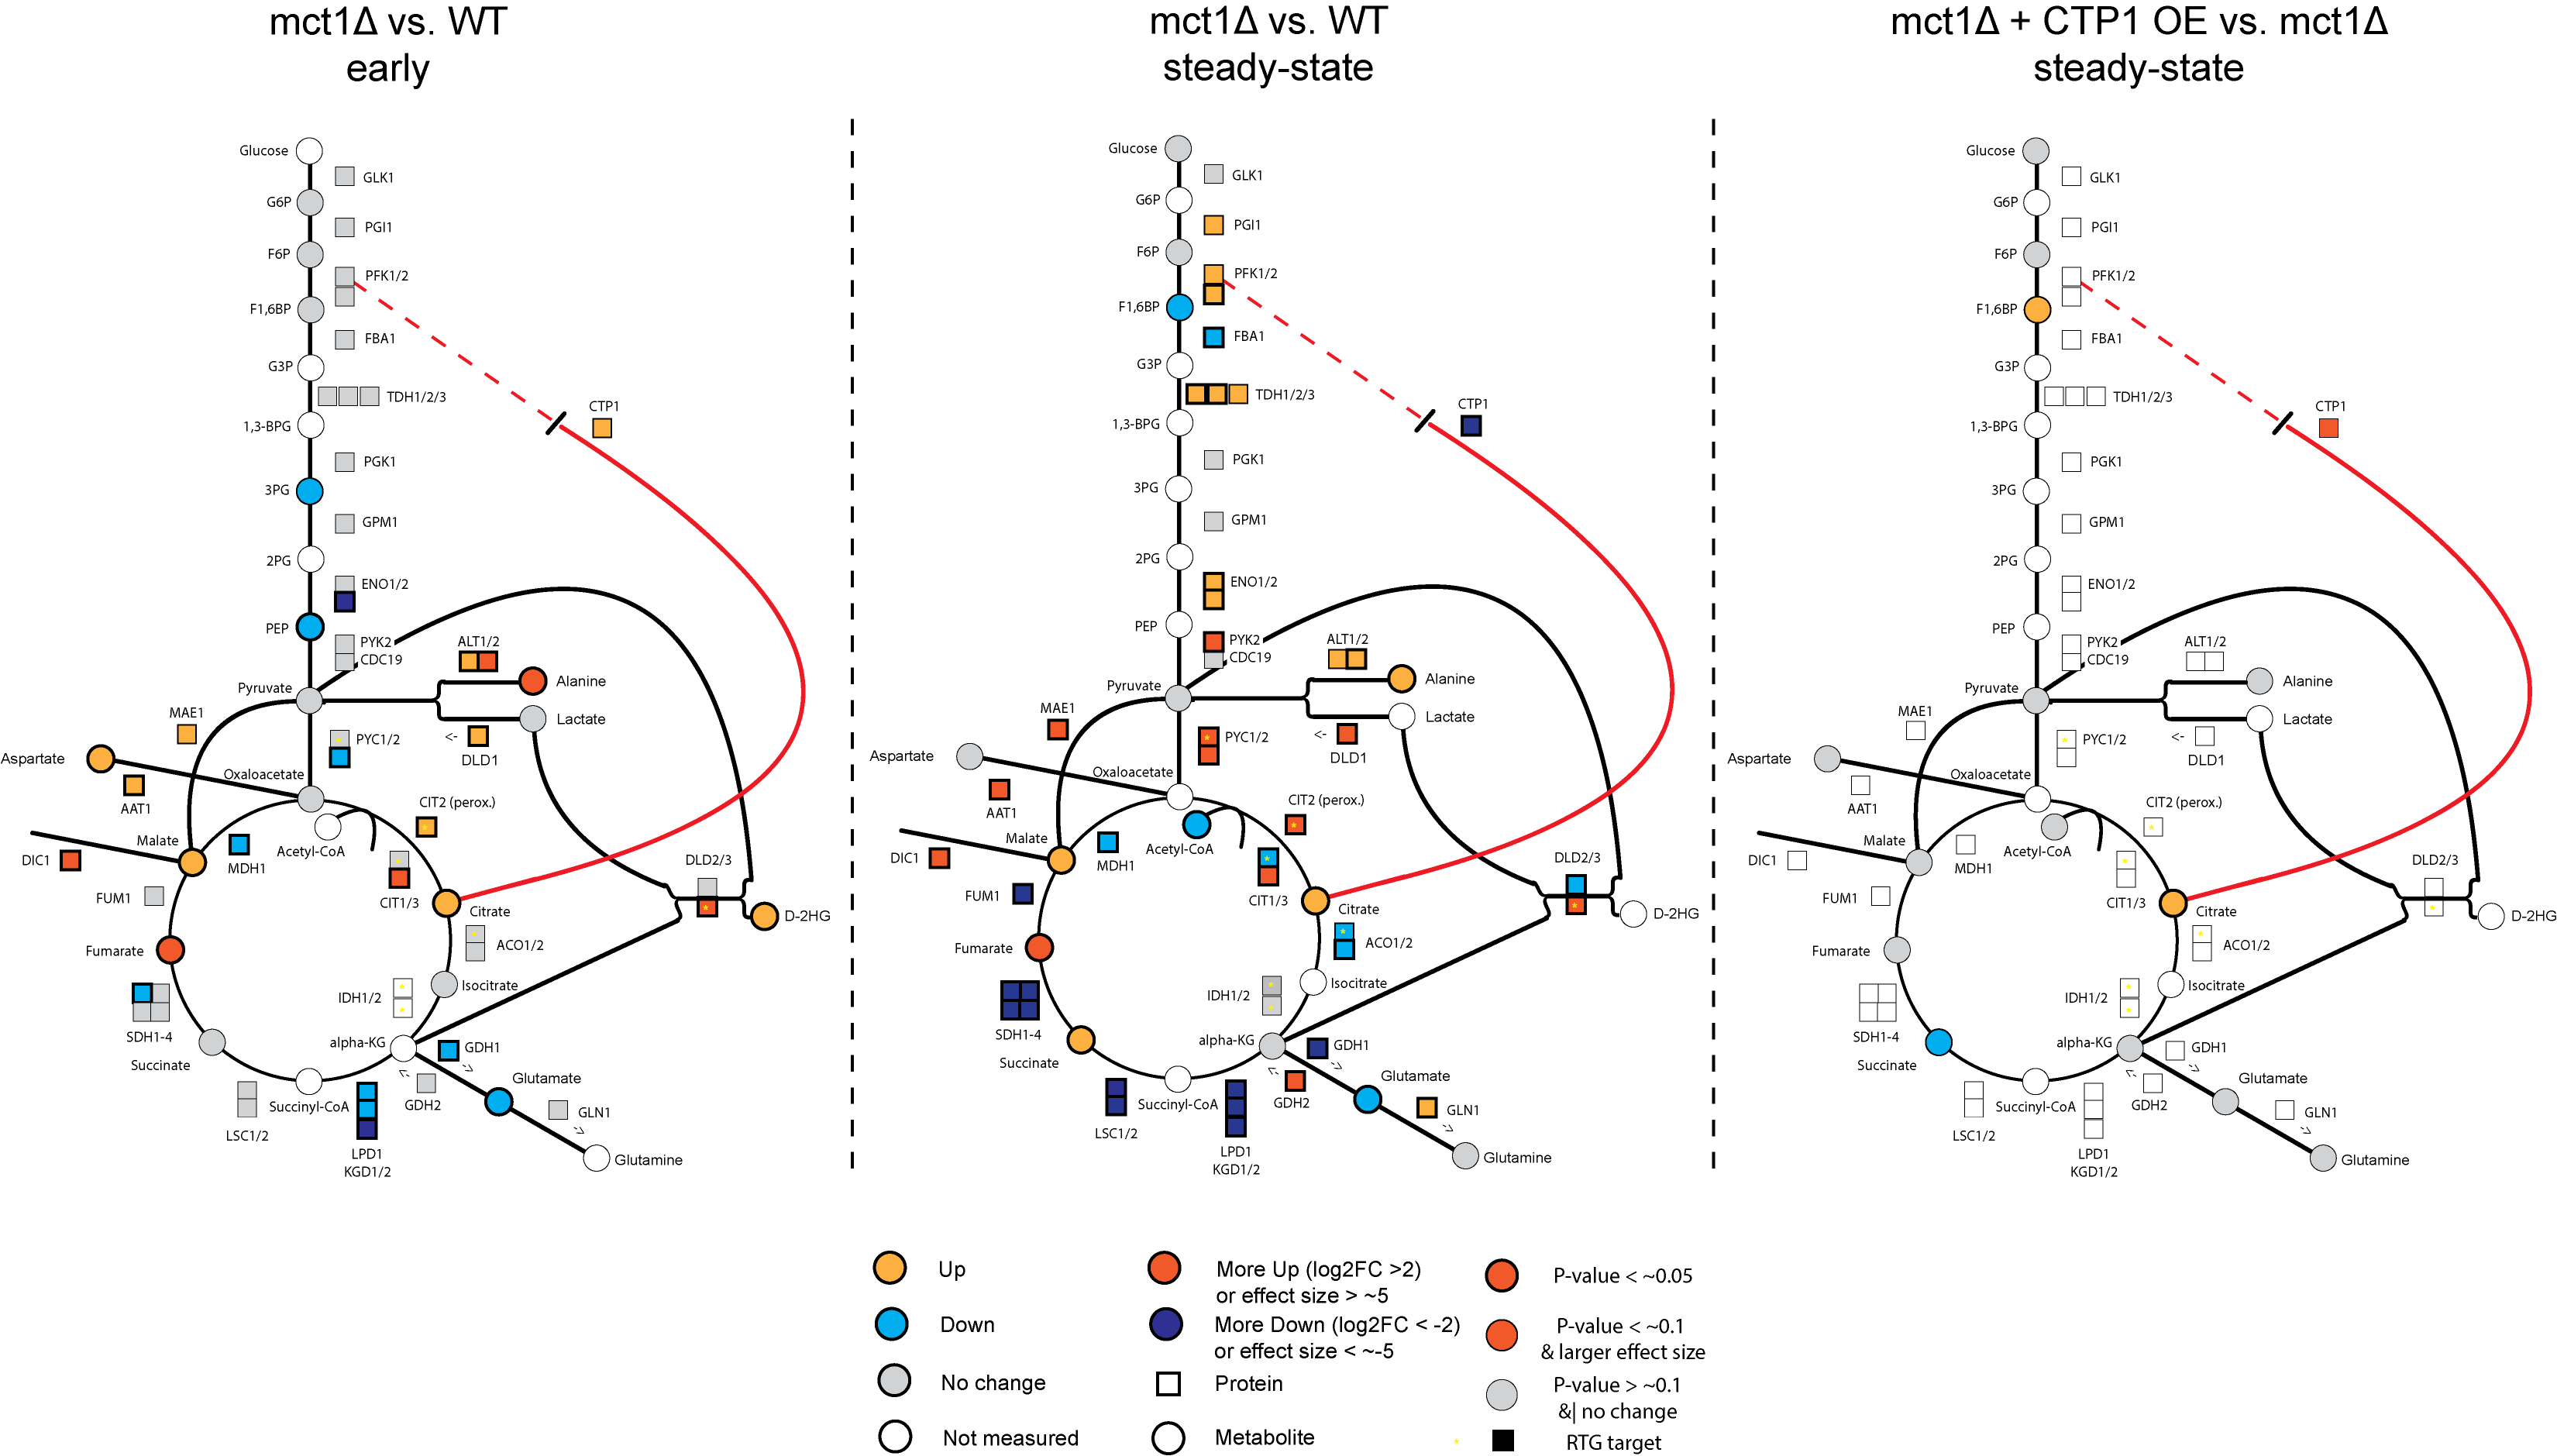 mct1Δ vs. WT
early
Glucose
GLK1
G6P
PGI1
F6P
PFK1/2
F1,6BP
FBA1
G3P
TDH1/2/3
CTP1
1,3-BPG
PGK1
3PG
GPM1
2PG
ENO1/2
PEP
PYK2
CDC19
ALT1/2
Alanine
Pyruvate
Lactate
MAE1
PYC1/2
<-
DLD1
Aspartate
Oxaloacetate
AAT1
CIT2 (perox.)
Malate
Acetyl-CoA
DIC1
MDH1
DLD2/3
FUM1
CIT1/3
Citrate
D-2HG
Fumarate
ACO1/2
Isocitrate
IDH1/2
SDH1-4
alpha-KG
GDH1
->
Succinate
<-
Glutamate
GDH2
Succinyl-CoA
GLN1
->
LSC1/2
LPD1
KGD1/2
Glutamine
mct1Δ vs. WT
steady-state
Glucose
GLK1
G6P
PGI1
F6P
PFK1/2
F1,6BP
FBA1
G3P
TDH1/2/3
CTP1
1,3-BPG
PGK1
3PG
GPM1
2PG
ENO1/2
PEP
PYK2
CDC19
ALT1/2
Alanine
Pyruvate
Lactate
MAE1
PYC1/2
<-
DLD1
Aspartate
Oxaloacetate
AAT1
CIT2 (perox.)
Malate
Acetyl-CoA
DIC1
MDH1
DLD2/3
FUM1
CIT1/3
Citrate
D-2HG
Fumarate
ACO1/2
Isocitrate
IDH1/2
SDH1-4
alpha-KG
GDH1
->
Succinate
<-
Glutamate
GDH2
Succinyl-CoA
GLN1
->
LSC1/2
LPD1
KGD1/2
Glutamine
mct1Δ + CTP1 OE vs. mct1Δ
steady-state
Glucose
GLK1
G6P
PGI1
F6P
PFK1/2
F1,6BP
FBA1
G3P
TDH1/2/3
CTP1
1,3-BPG
PGK1
3PG
GPM1
2PG
ENO1/2
PEP
PYK2
CDC19
ALT1/2
Alanine
Pyruvate
Lactate
MAE1
PYC1/2
<-
DLD1
Aspartate
Oxaloacetate
AAT1
CIT2 (perox.)
Malate
Acetyl-CoA
DIC1
MDH1
DLD2/3
FUM1
CIT1/3
Citrate
D-2HG
Fumarate
ACO1/2
Isocitrate
IDH1/2
SDH1-4
alpha-KG
GDH1
->
Succinate
<-
Glutamate
GDH2
Succinyl-CoA
GLN1
->
LSC1/2
LPD1
KGD1/2
Glutamine
Up
Down
No change
Not measured
More Up (log2FC >2)
or effect size > ~5
More Down (log2FC < -2)
or effect size < ~-5
Protein
Metabolite
P-value < ~0.05
P-value < ~0.1
& larger effect size
P-value > ~0.1
&| no change
RTG target